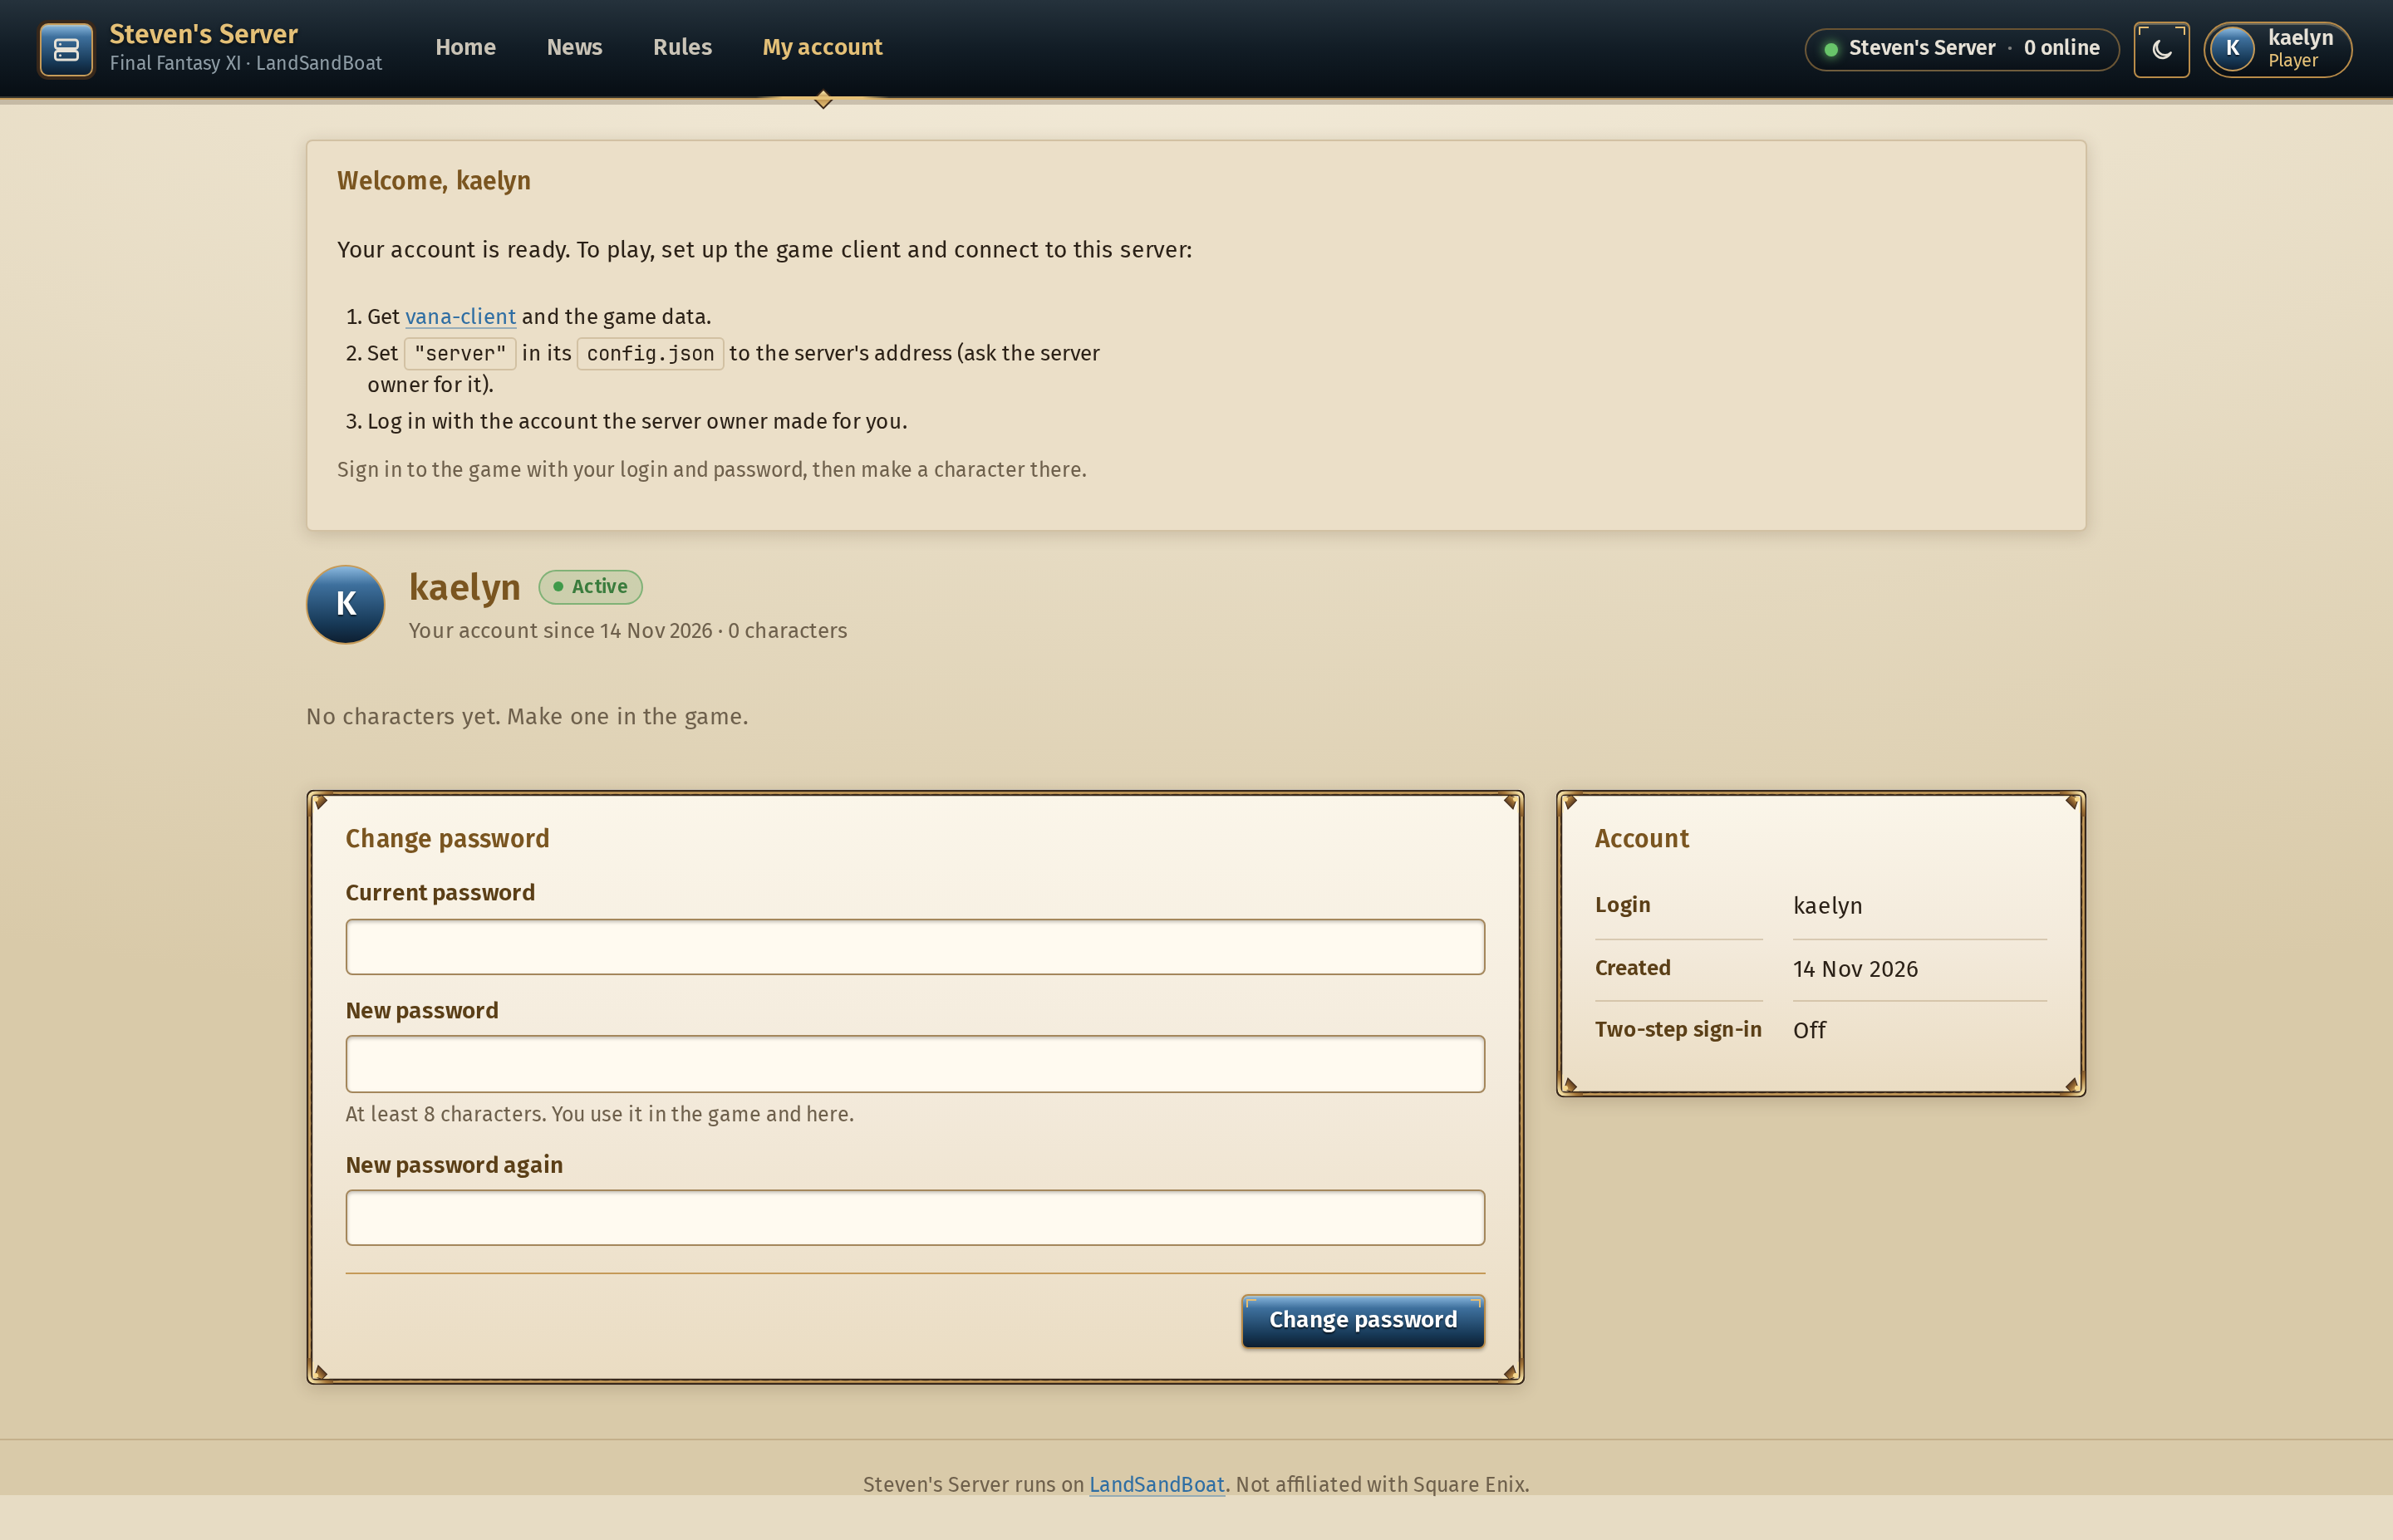 Steven's Server
Final Fantasy XI · LandSandBoat
Home
News
Rules
My account
Steven's Server · 0 online
K
kaelyn
Player
Welcome, kaelyn
Your account is ready. To play, set up the game client and connect to this server:
1. Get vana-client and the game data.
2. Set "server" in its config.json to the server's address (ask the server
owner for it).
3. Log in with the account the server owner made for you.
Sign in to the game with your login and password, then make a character there.
K
kaelyn
Active
Your account since 14 Nov 2026 · 0 characters
No characters yet. Make one in the game.
Change password
Current password
New password
At least 8 characters. You use it in the game and here.
New password again
Change password
Account
Login kaelyn
Created 14 Nov 2026
Two-step sign-in Off
Steven's Server runs on LandSandBoat. Not affiliated with Square Enix.